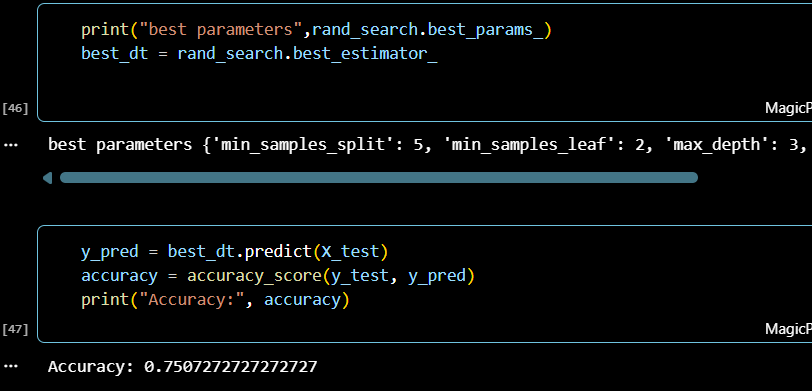 print("best parameters",rand_search.best_params_)
best_dt = rand_search.best_estimator_
[46]
MagicP
... best parameters {'min_samples_split': 5, 'min_samples_leaf': 2, 'max_depth': 3,
y_pred = best_dt.predict(X_test)
accuracy = accuracy_score(y_test, y_pred)
print("Accuracy:", accuracy)
[47]
MagicP
... Accuracy: 0.7507272727272727